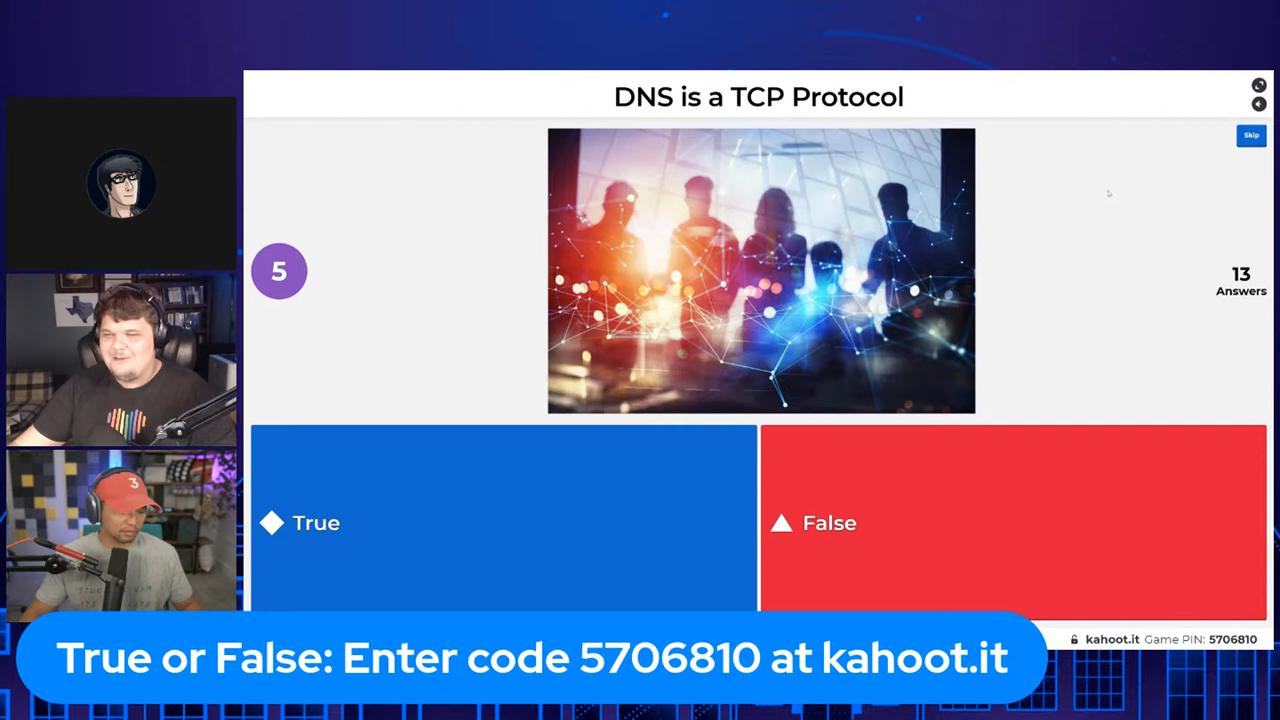 DNS is a TCP Protocol
Skip
5
13
Answers
3
True
False
kahoot.it Game PIN: 5706810
True or False: Enter code 5706810 at kahoot.it